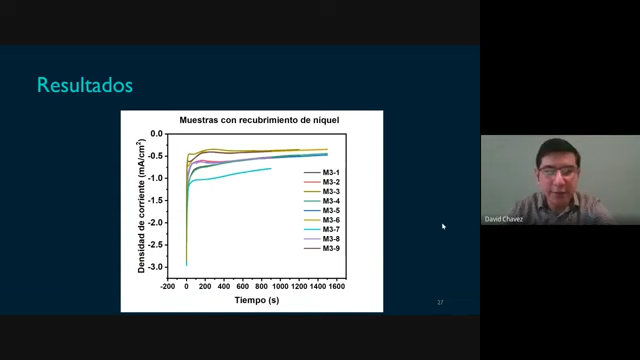 Resultados
Muestras con recubrimiento de níquel
Densidad de corriente (mA/cm²)
0.0
-0.5
-1.0
-1.5
-2.0
-2.5
-3.0
M3-1
M3-2
M3-3
M3-4
M3-5
M3-6
M3-7
M3-8
M3-9
-200 0 200 400 600 800 1000 1200 1400 1600
Tiempo (s)
27
David Chavez